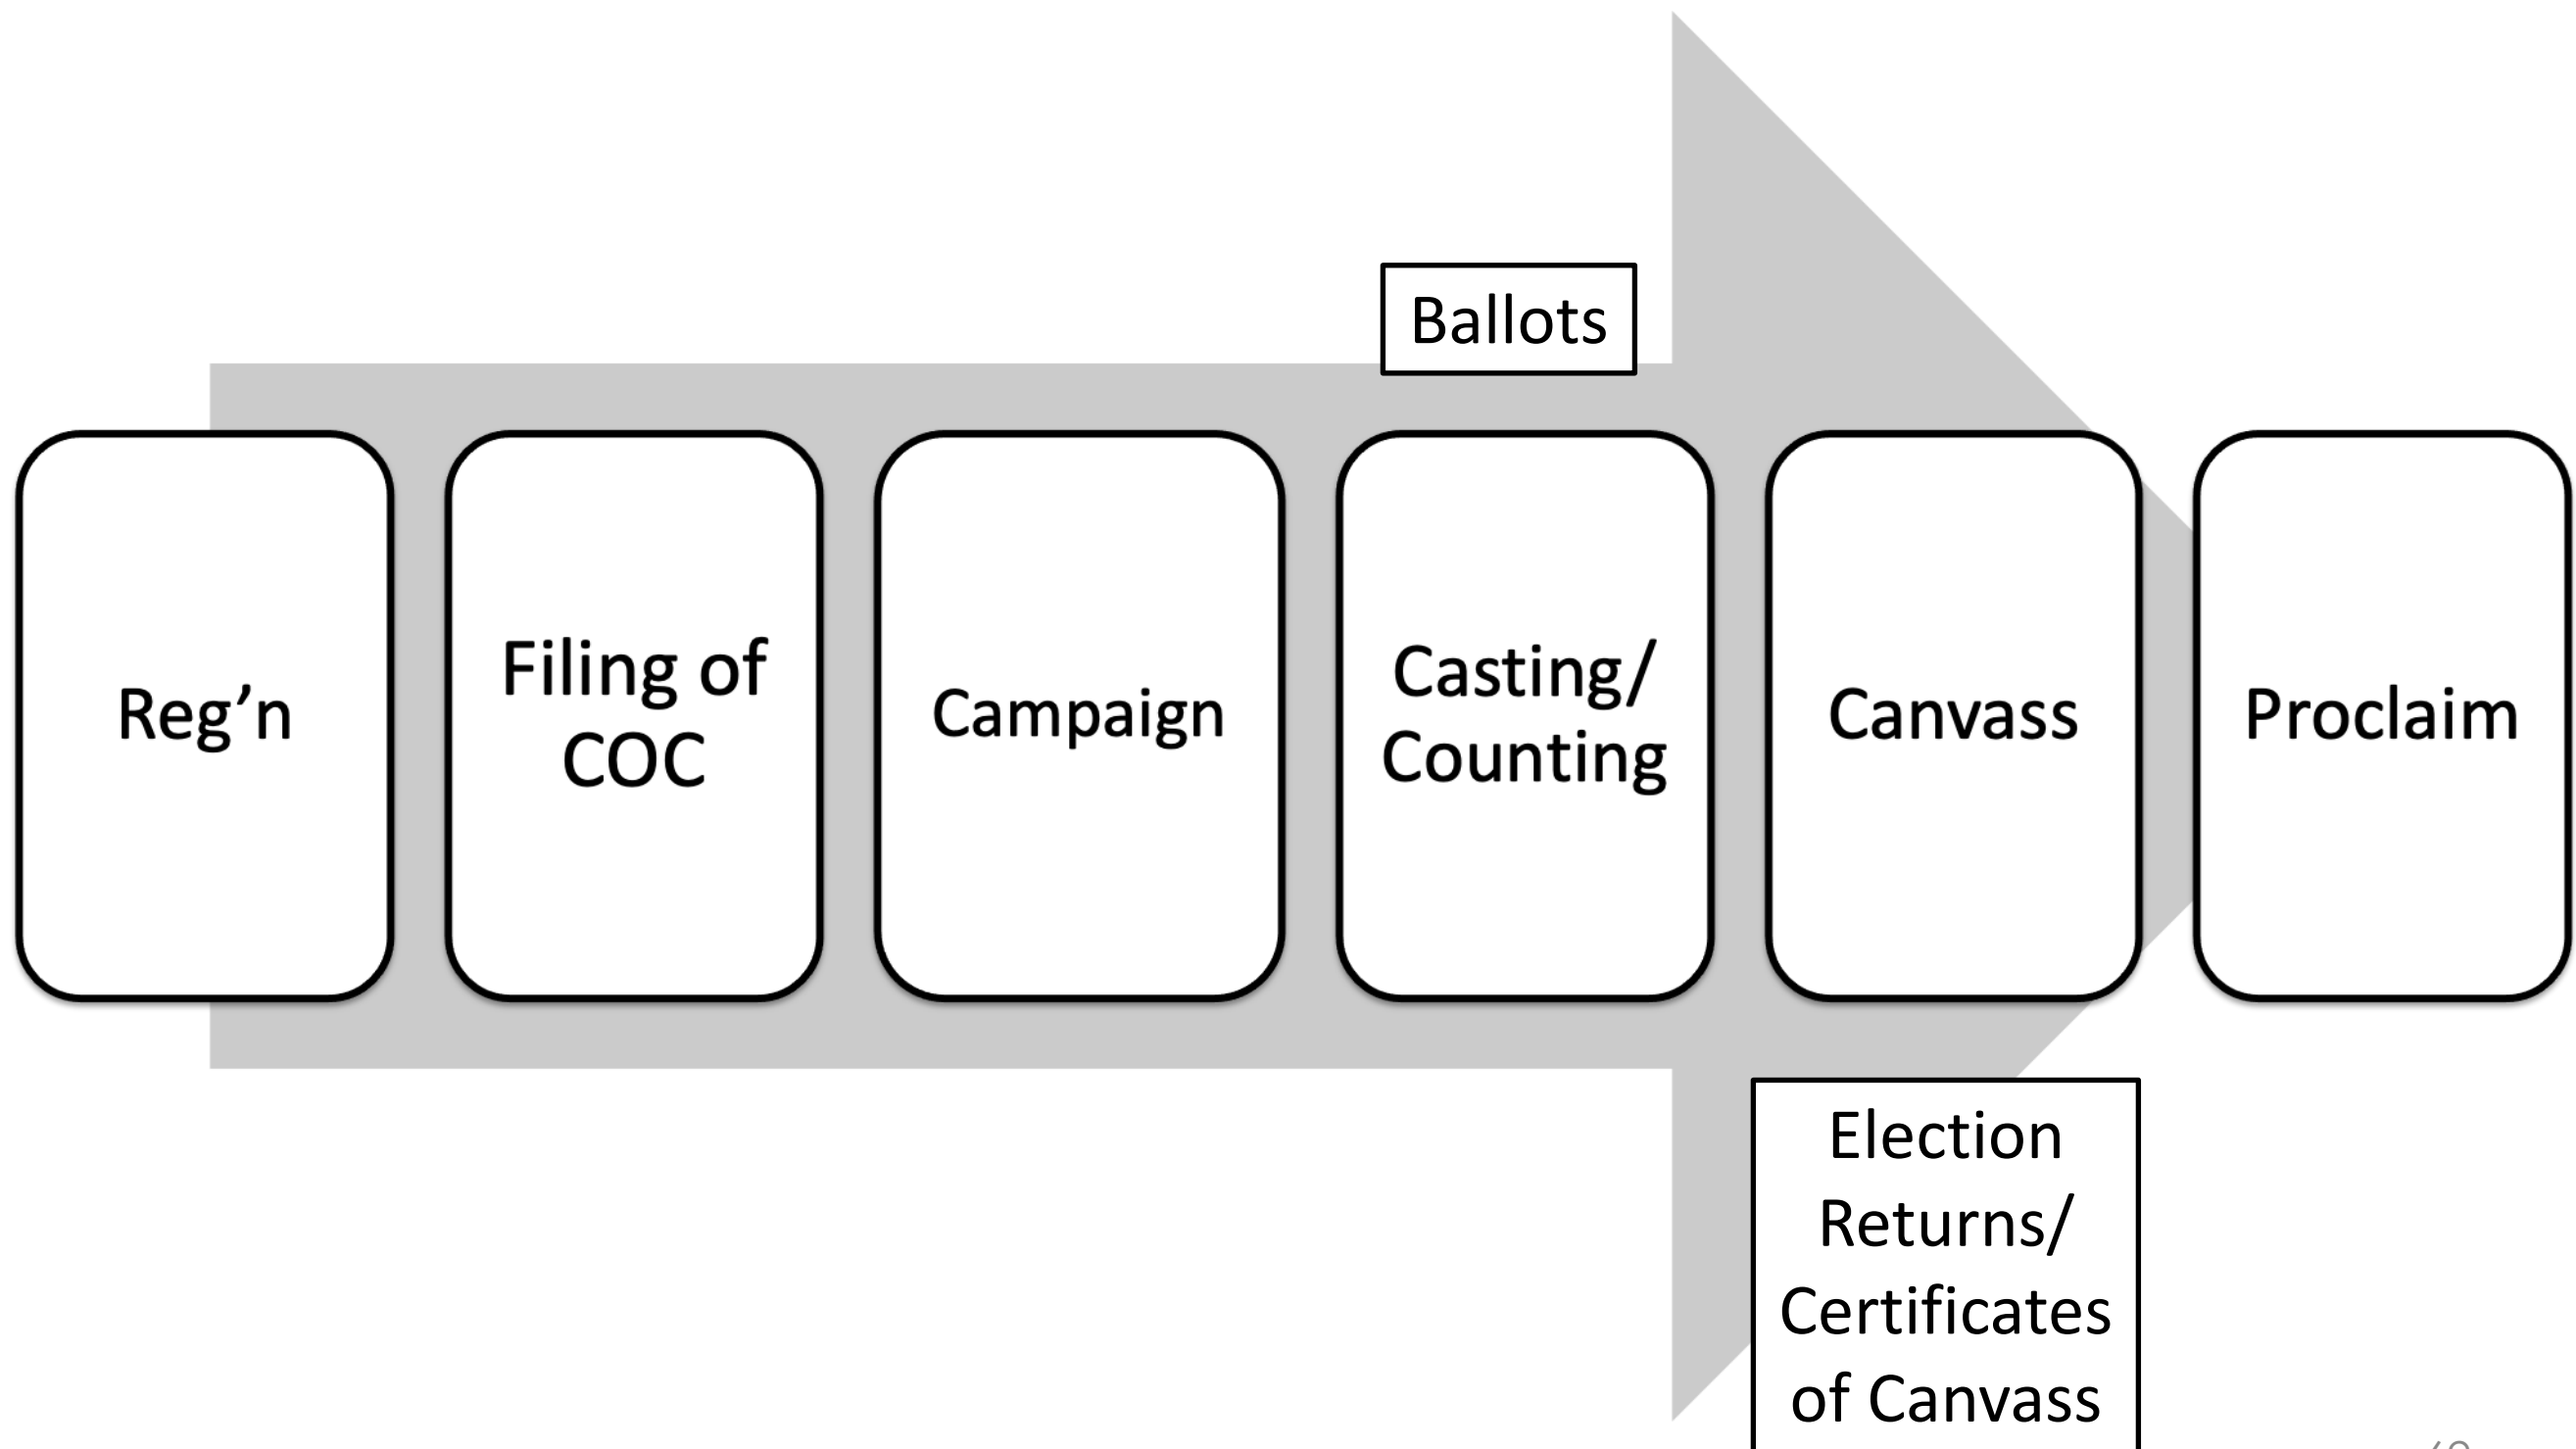 Ballots
Reg’n
Filing of
COC
Campaign
Casting/
Counting
Canvass
Proclaim
Election
Returns/
Certificates
of Canvass